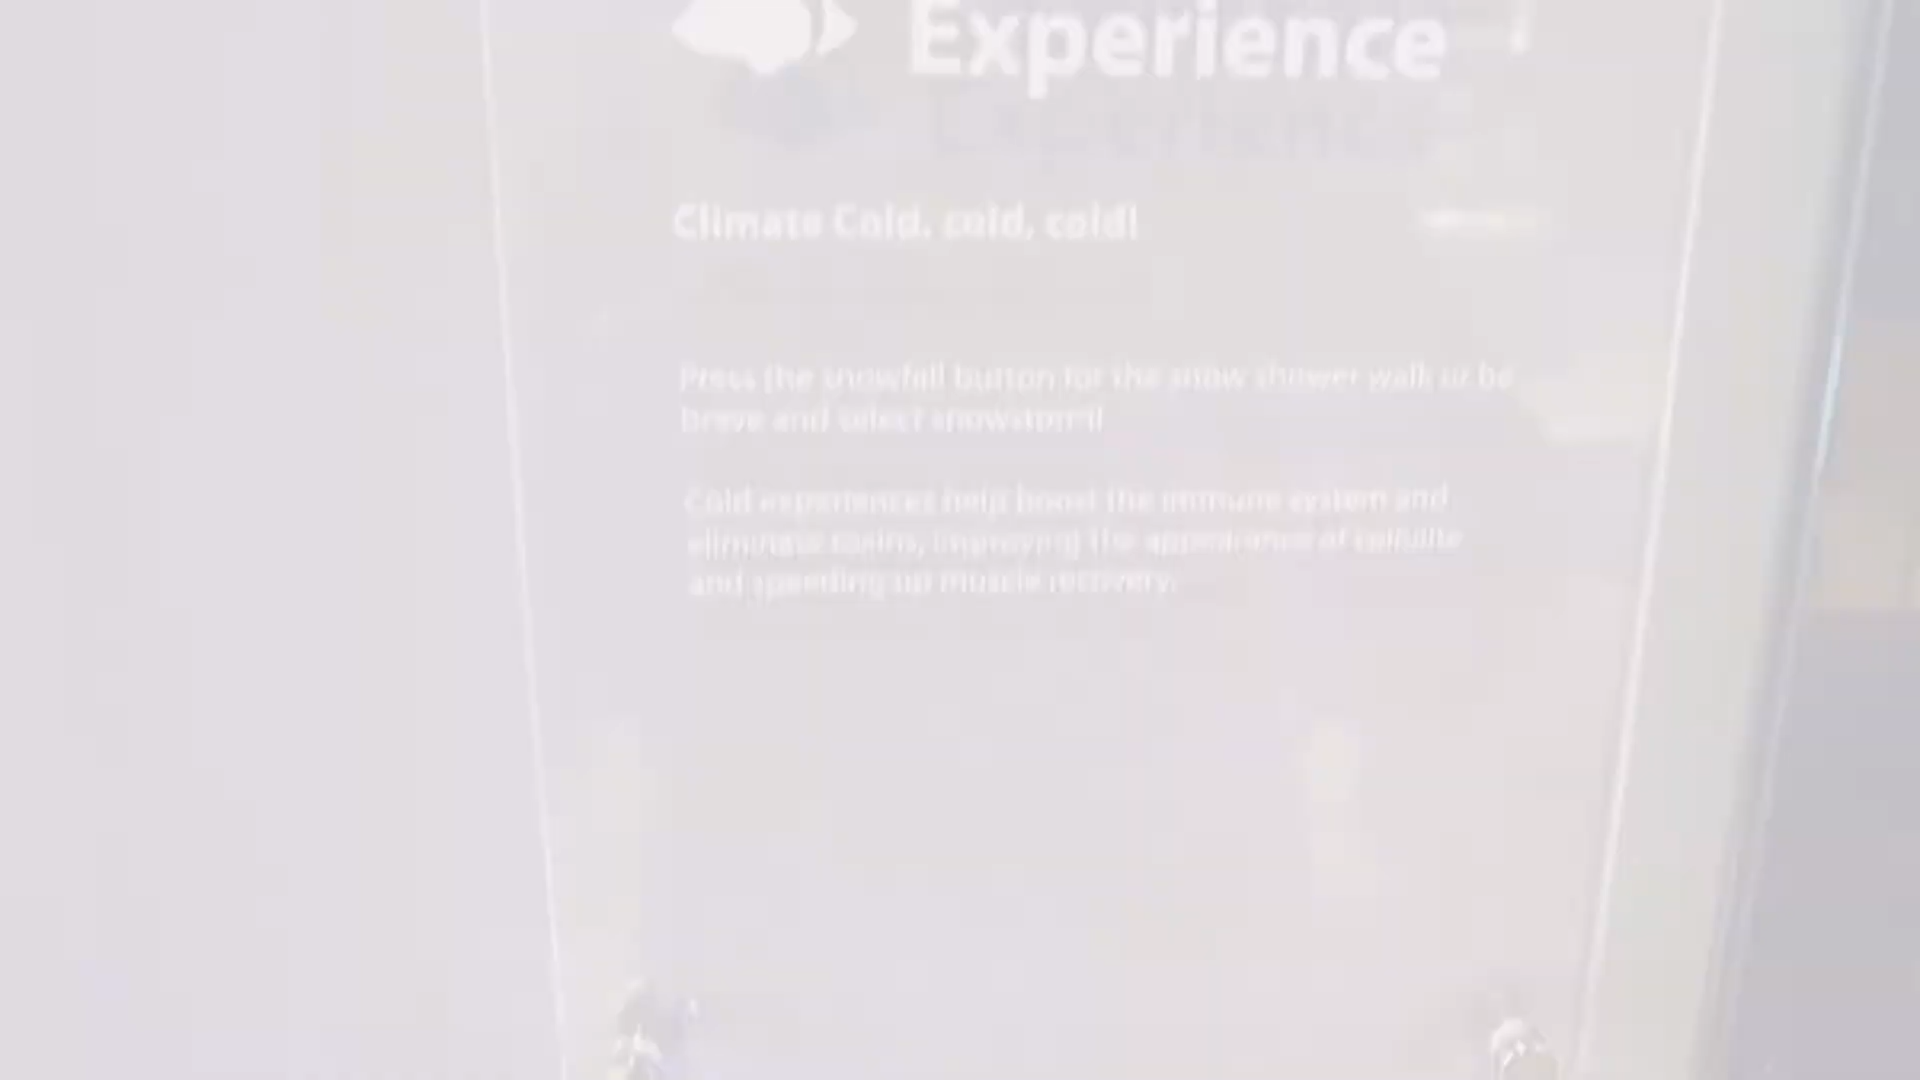 Experience
Climate Cold, cold, cold!
Press the snowfall button for the snow shower walk or be
brave and select snowstorm!!
Cold experiences help boost the immune system and
eliminate toxins, improving the appearance of cellulite
and speeding up muscle recovery.